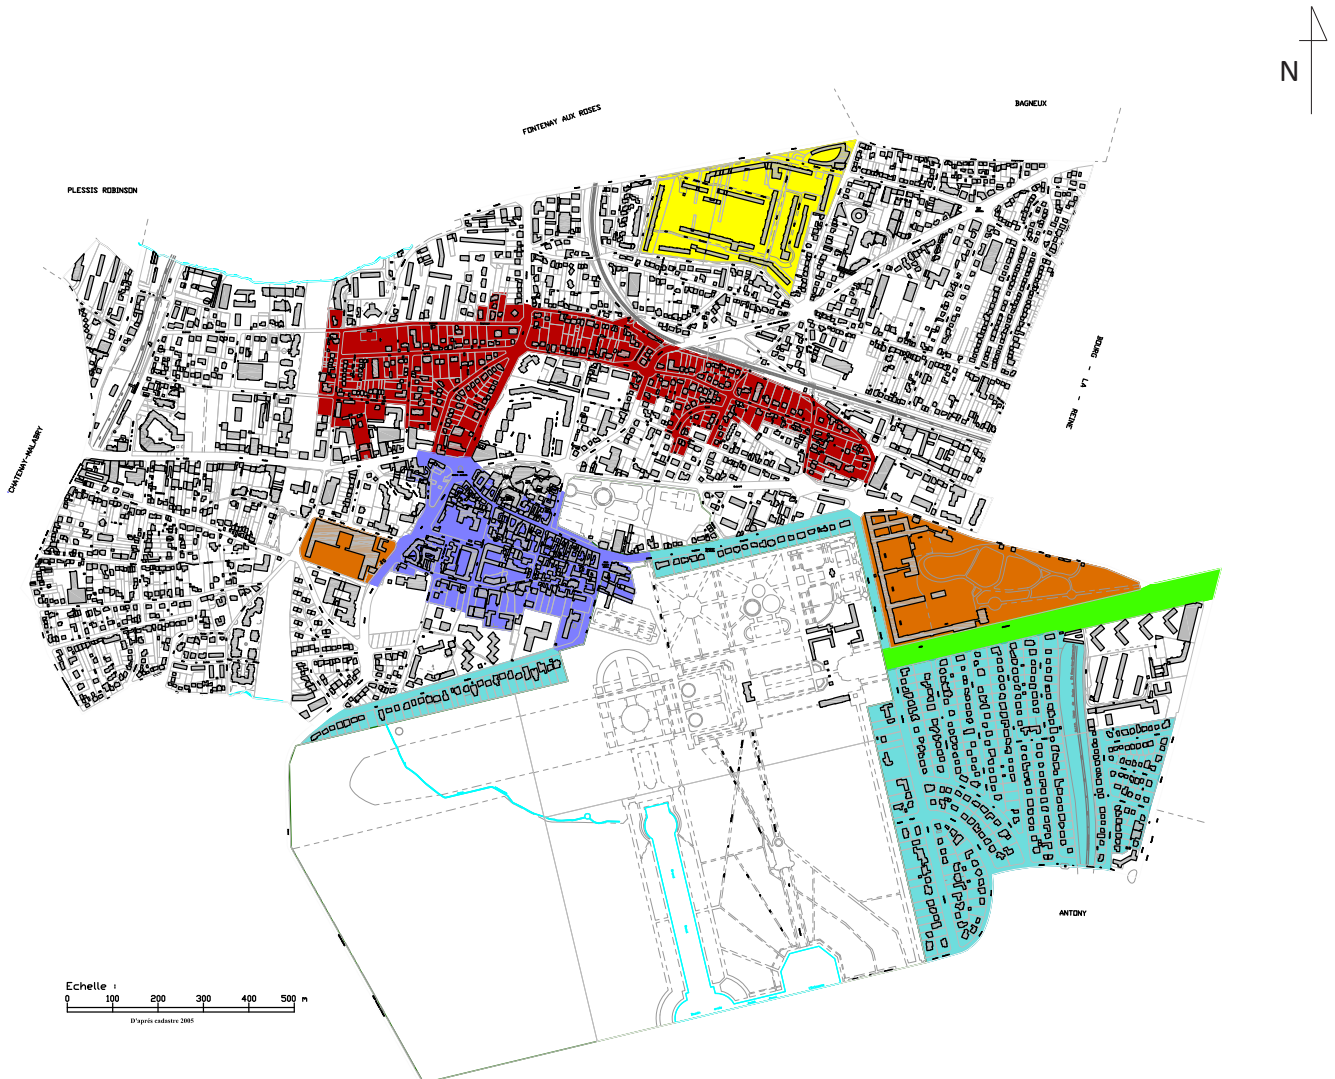 N
BAGNEUX
FONTENAY AUX ROSES
PLESSIS ROBINSON
BOURG - LA - REINE
CHATENAY-MALABRY
ANTONY
Echelle :
0 100 200 300 400 500 m
D'après cadastre 2005